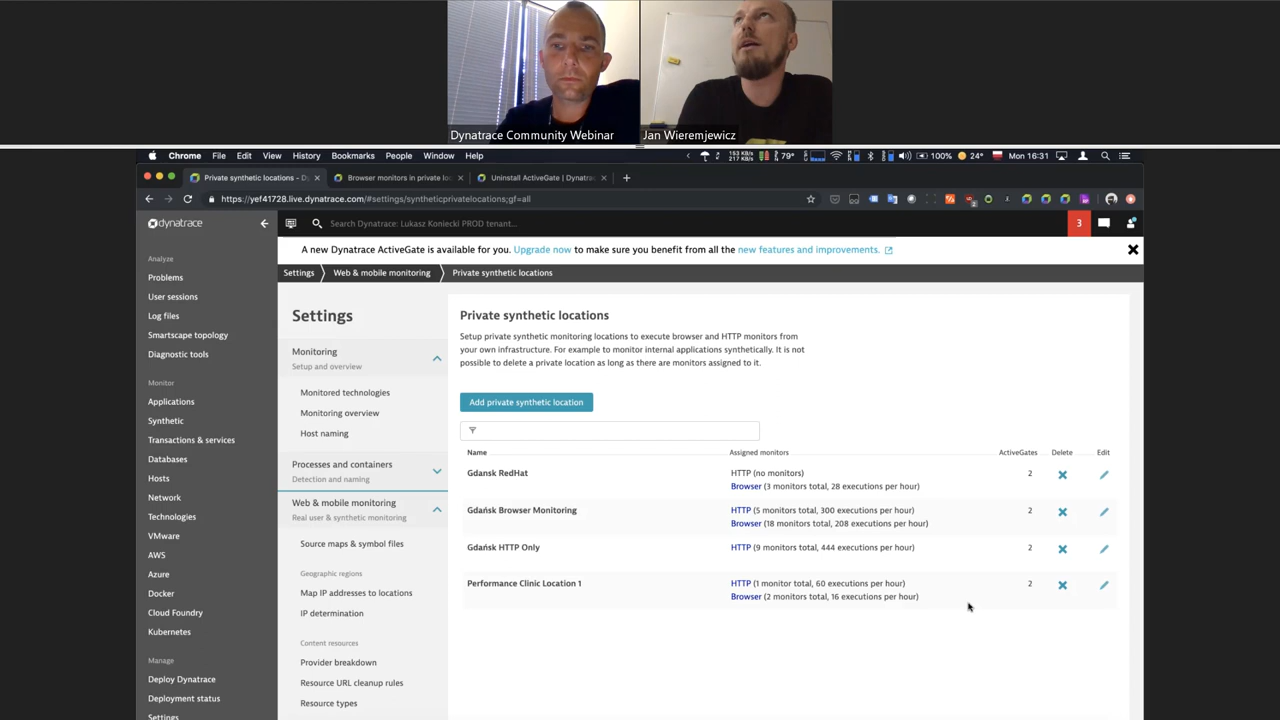 Dynatrace Community Webinar
Jan Wieremjewicz
Chrome File Edit View History Bookmarks People Window Help
153 KB/s
217 KB/s
79°
100%
24°
Mon 16:31
Private synthetic locations - D
Browser monitors in private lo
Uninstall ActiveGate | Dynatra
https://yef41728.live.dynatrace.com/#settings/syntheticprivatelocations;gf=all
dynatrace
Search Dynatrace: Lukasz Koniecki PROD tenant...
3
A new Dynatrace ActiveGate is available for you. Upgrade now to make sure you benefit from all the new features and improvements.
Settings
Web & mobile monitoring
Private synthetic locations
Analyze
Problems
User sessions
Log files
Smartscape topology
Diagnostic tools
Monitor
Applications
Synthetic
Transactions & services
Databases
Hosts
Network
Technologies
VMware
AWS
Azure
Docker
Cloud Foundry
Kubernetes
Manage
Deploy Dynatrace
Deployment status
Settings
Settings
Monitoring
Setup and overview
Monitored technologies
Monitoring overview
Host naming
Processes and containers
Detection and naming
Web & mobile monitoring
Real user & synthetic monitoring
Source maps & symbol files
Geographic regions
Map IP addresses to locations
IP determination
Content resources
Provider breakdown
Resource URL cleanup rules
Resource types
Private synthetic locations
Setup private synthetic monitoring locations to execute browser and HTTP monitors from
your own infrastructure. For example to monitor internal applications synthetically. It is not
possible to delete a private location as long as there are monitors assigned to it.
Add private synthetic location
Name Assigned monitors ActiveGates Delete Edit
Gdansk RedHat HTTP (no monitors) 2
Browser (3 monitors total, 28 executions per hour)
Gdańsk Browser Monitoring HTTP (5 monitors total, 300 executions per hour) 2
Browser (18 monitors total, 208 executions per hour)
Gdańsk HTTP Only HTTP (9 monitors total, 444 executions per hour) 2
Performance Clinic Location 1 HTTP (1 monitor total, 60 executions per hour) 2
Browser (2 monitors total, 16 executions per hour)